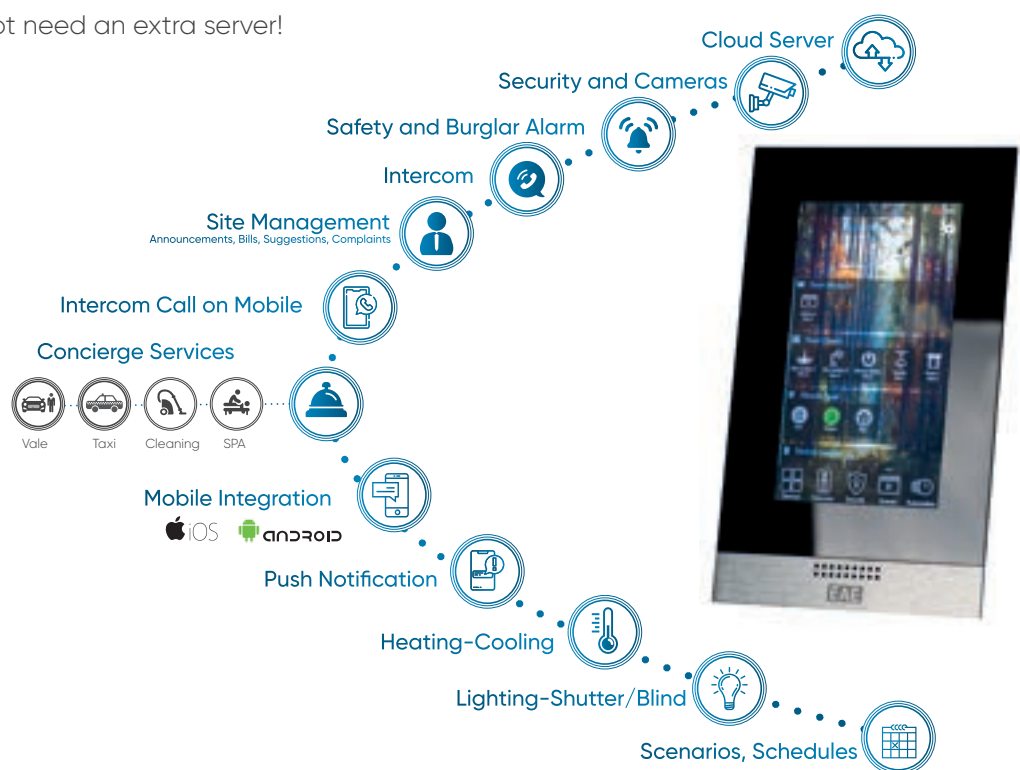 ot need an extra server!
Cloud Server
Security and Cameras
Safety and Burglar Alarm
Intercom
Site Management
Announcements, Bills, Suggestions, Complaints
Intercom Call on Mobile
Concierge Services
Vale Taxi Cleaning SPA
Mobile Integration
iOS android
Push Notification
EAE
Heating-Cooling
Lighting-Shutter/Blind
Scenarios, Schedules